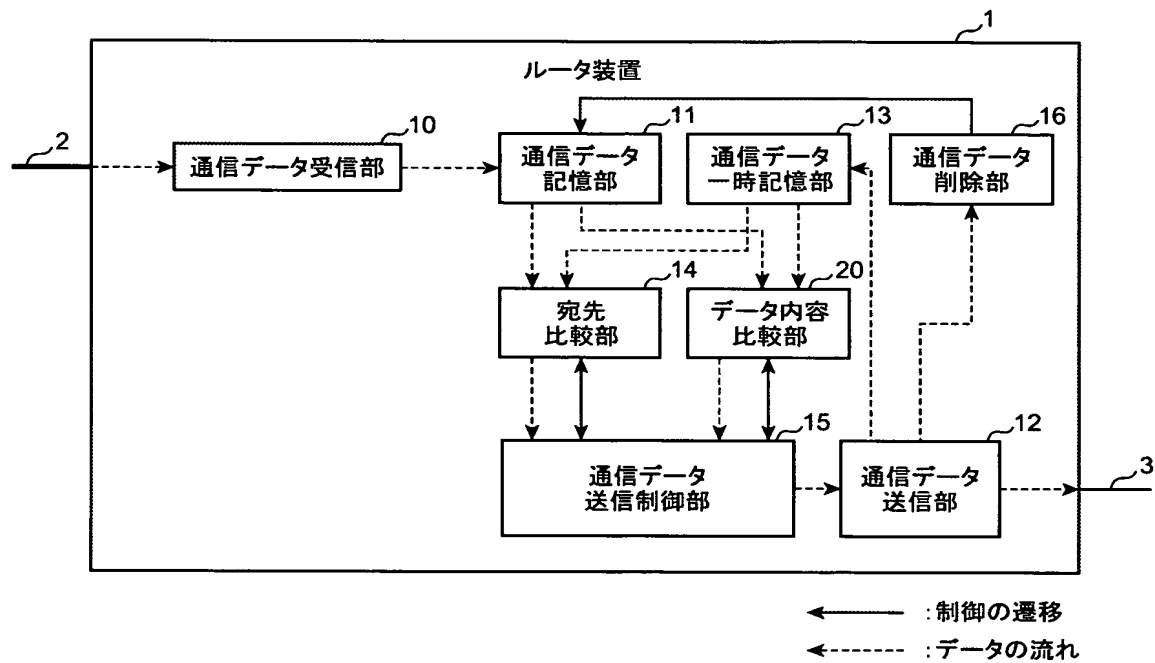 1
ルータ装置
2
10
通信データ受信部
11
通信データ
記憶部
13
通信データ
一時記憶部
16
通信データ
削除部
14
宛先
比較部
20
データ内容
比較部
15
通信データ
送信制御部
12
通信データ
送信部
3
:制御の遷移
:データの流れ